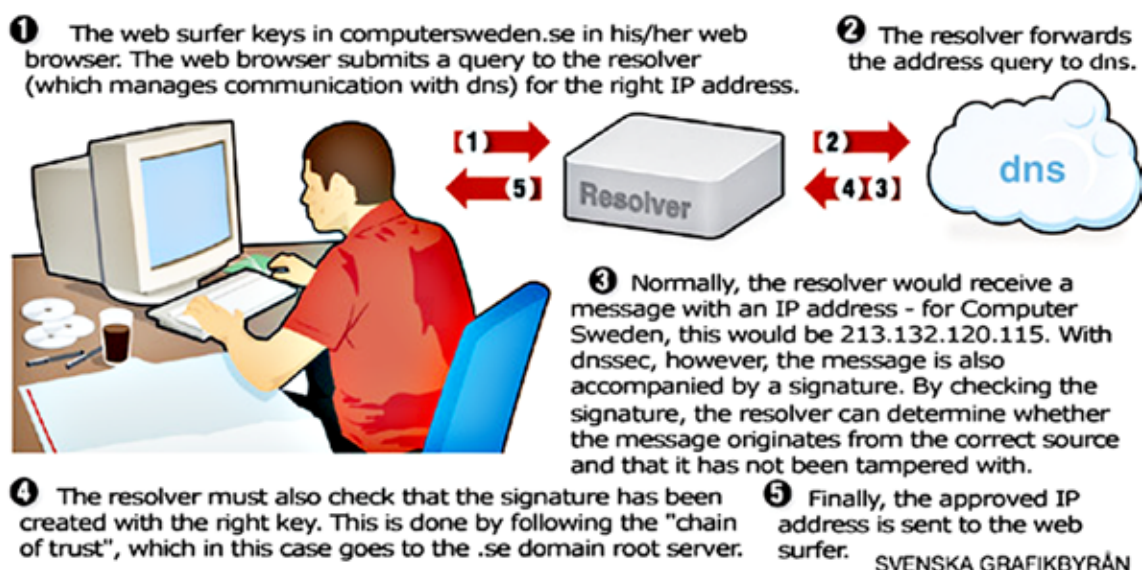 ❶ The web surfer keys in computersweden.se in his/her web
browser. The web browser submits a query to the resolver
(which manages communication with dns) for the right IP address.
❷ The resolver forwards
the address query to dns.
(1)
(5)
Resolver
(2)
(4)(3)
dns
❸ Normally, the resolver would receive a
message with an IP address - for Computer
Sweden, this would be 213.132.120.115. With
dnssec, however, the message is also
accompanied by a signature. By checking the
signature, the resolver can determine whether
the message originates from the correct source
and that it has not been tampered with.
❹ The resolver must also check that the signature has been
created with the right key. This is done by following the "chain
of trust", which in this case goes to the .se domain root server.
❺ Finally, the approved IP
address is sent to the web
surfer.
SVENSKA GRAFIKBYRÅN